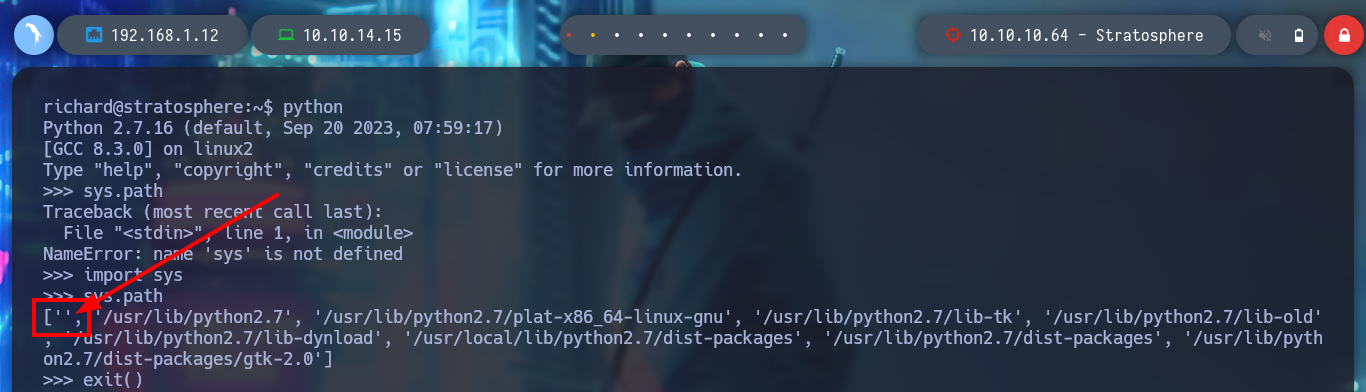 192.168.1.12
10.10.14.15
10.10.10.64 - Stratosphere
richard@stratosphere:~$ python
Python 2.7.16 (default, Sep 20 2023, 07:59:17)
[GCC 8.3.0] on linux2
Type "help", "copyright", "credits" or "license" for more information.
>>> sys.path
Traceback (most recent call last):
  File "<stdin>", line 1, in <module>
NameError: name 'sys' is not defined
>>> import sys
>>> sys.path
['', '/usr/lib/python2.7', '/usr/lib/python2.7/plat-x86_64-linux-gnu', '/usr/lib/python2.7/lib-tk', '/usr/lib/python2.7/lib-old'
, '/usr/lib/python2.7/lib-dynload', '/usr/local/lib/python2.7/dist-packages', '/usr/lib/python2.7/dist-packages', '/usr/lib/pyth
on2.7/dist-packages/gtk-2.0']
>>> exit()